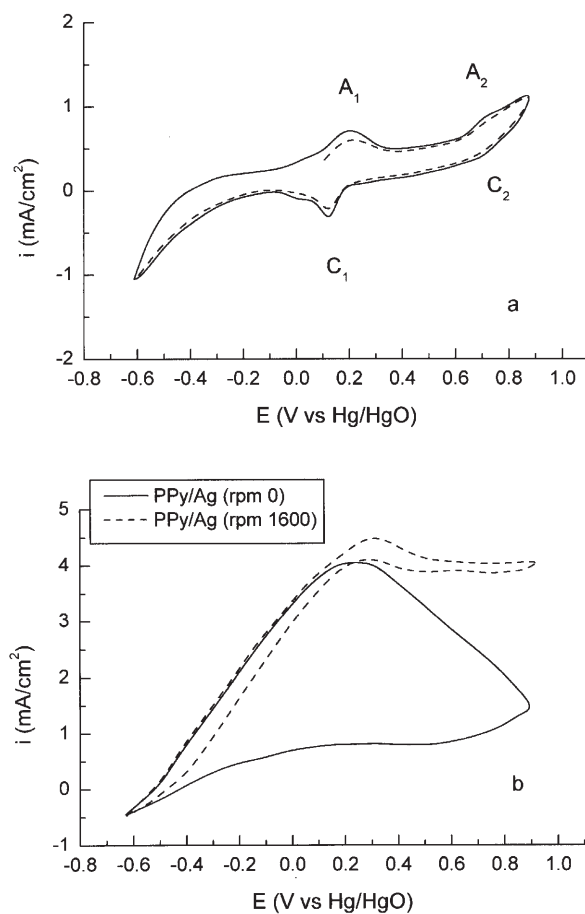 2
1
0
-1
-2
i (mA/cm²)
A₁
A₂
C₁
C₂
a
-0.8 -0.6 -0.4 -0.2 0.0 0.2 0.4 0.6 0.8 1.0
E (V vs Hg/HgO)
PPy/Ag (rpm 0)
PPy/Ag (rpm 1600)
5
4
3
2
1
0
-1
i (mA/cm²)
b
-0.8 -0.6 -0.4 -0.2 0.0 0.2 0.4 0.6 0.8 1.0
E (V vs Hg/HgO)